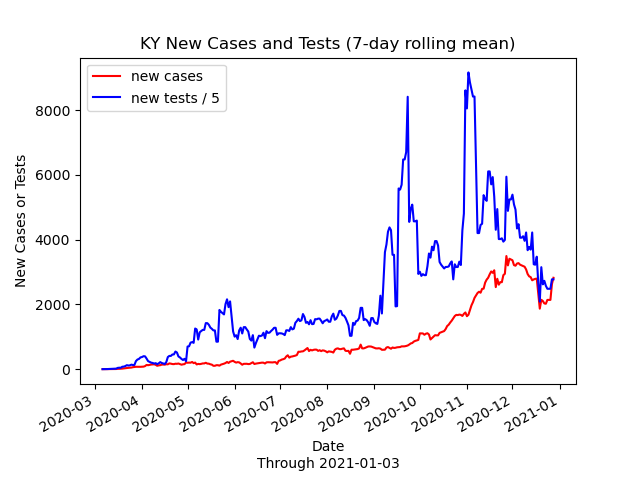 KY New Cases and Tests (7-day rolling mean)
new cases
new tests / 5
New Cases or Tests
8000
6000
4000
2000
0
2020-03
2020-04
2020-05
2020-06
2020-07
2020-08
2020-09
2020-10
2020-11
2020-12
2021-01
Date
Through 2021-01-03